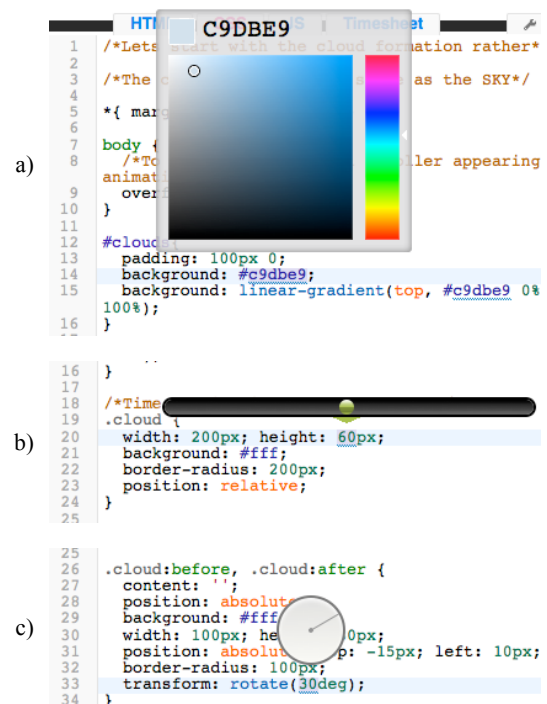 HTM
JS
Timesheet
C9DBE9
1 /*Lets start with the cloud formation rather*
2
3 /*The c as the SKY*/
4
5 *{ mar
6
7 body {
a)
8 /*To ller appearing
animati
9 overf
10 }
11
12 #clouds{
13 padding: 100px 0;
14 background: #c9dbe9;
15 background: linear-gradient(top, #c9dbe9 0%
100%);
16 }
16 }
17
18 /*Time
19 .cloud {
b)
20 width: 200px; height: 60px;
21 background: #fff;
22 border-radius: 200px;
23 position: relative;
24 }
25
25
26 .cloud:before, .cloud:after {
27 content: '';
28 position: absolut
29 background: #fff
c)
30 width: 100px; he 0px;
31 position: absolut p: -15px; left: 10px;
32 border-radius: 100px;
33 transform: rotate(30deg);
34 }